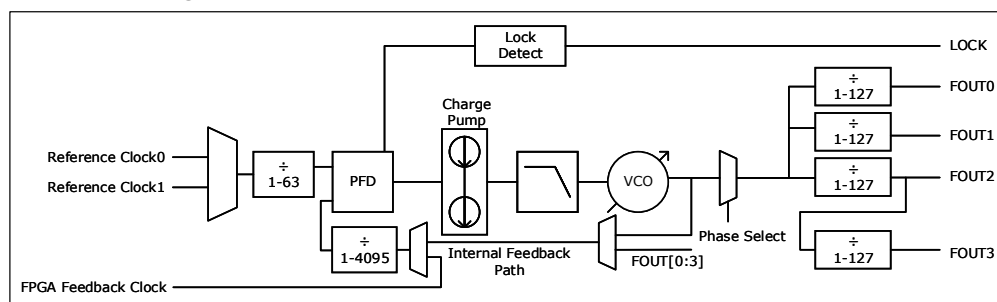 Lock
Detect
LOCK
÷
1-127
FOUT0
Charge
Pump
÷
1-127
FOUT1
Reference Clock0
Reference Clock1
÷
1-63
PFD
VCO
÷
1-127
FOUT2
Phase Select
÷
1-4095
Internal Feedback
Path
FOUT[0:3]
÷
1-127
FOUT3
FPGA Feedback Clock